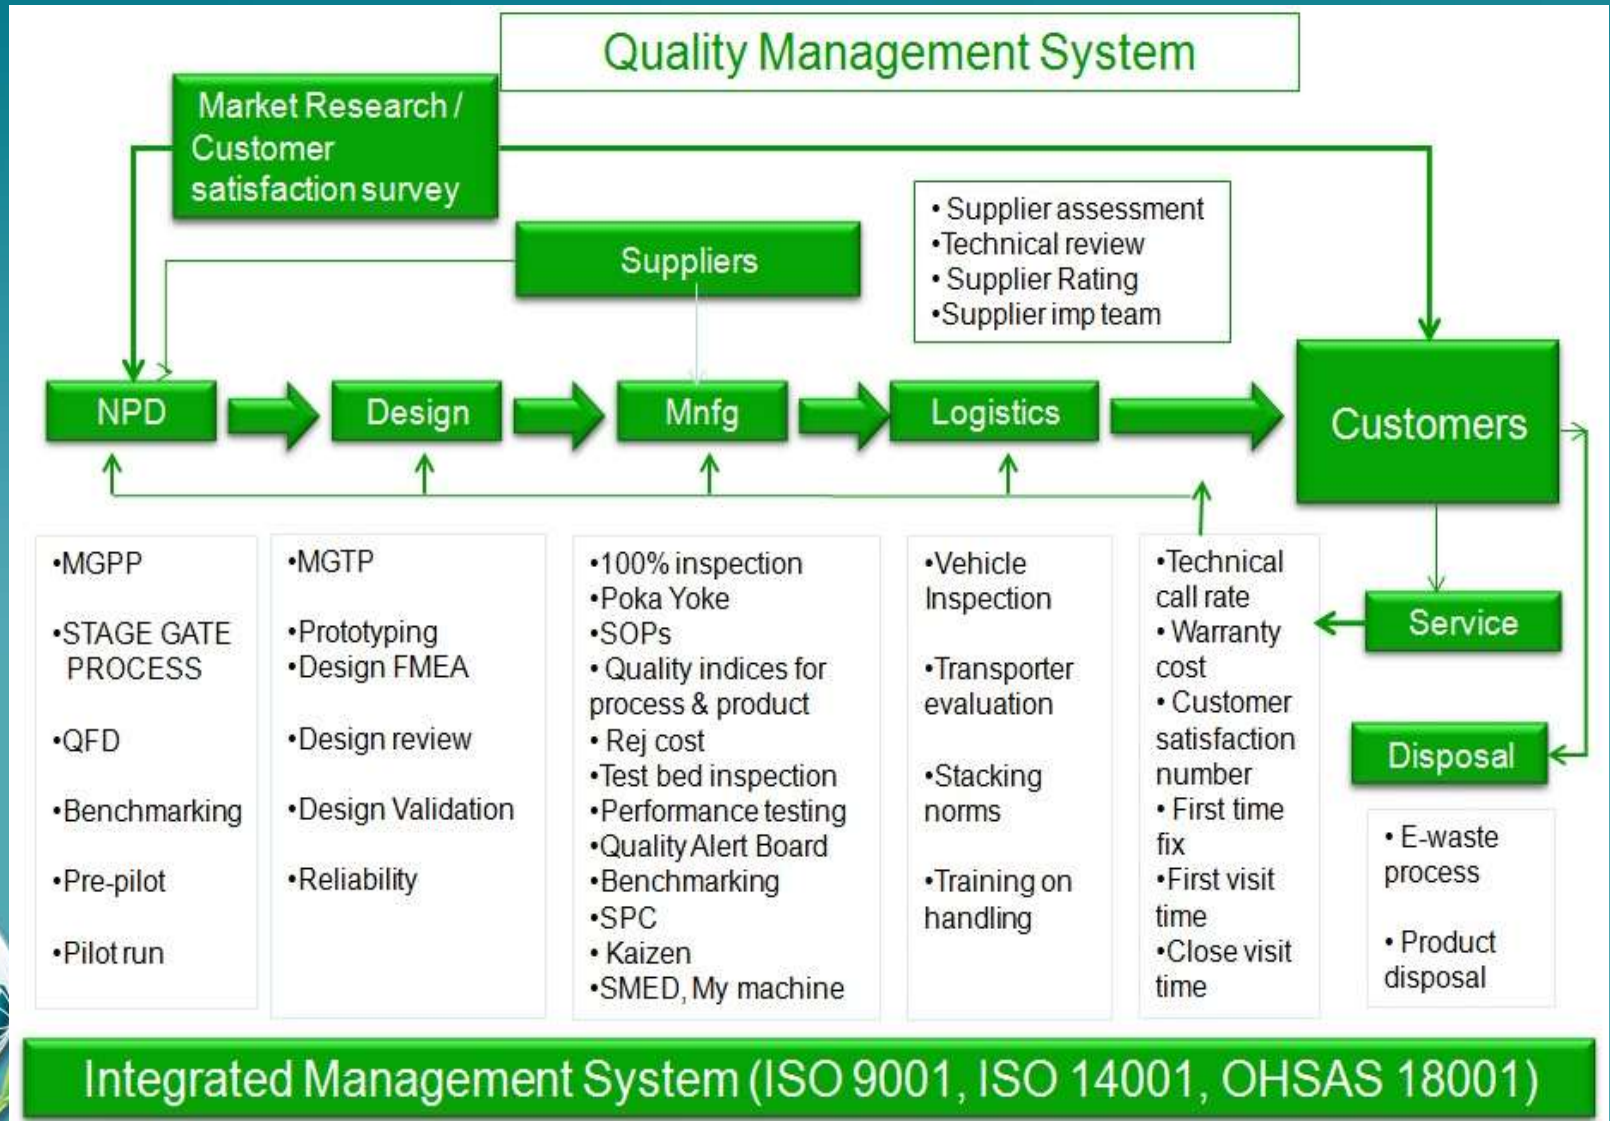 Quality Management System
Market Research /
Customer
satisfaction survey
Suppliers
• Supplier assessment
•Technical review
• Supplier Rating
•Supplier imp team
NPD
Design
Mnfg
Logistics
Customers
•MGPP
•STAGE GATE
PROCESS
•QFD
•Benchmarking
•Pre-pilot
•Pilot run
•MGTP
•Prototyping
•Design FMEA
•Design review
•Design Validation
•Reliability
•100% inspection
•Poka Yoke
•SOPs
• Quality indices for
process & product
• Rej cost
•Test bed inspection
•Performance testing
•Quality Alert Board
•Benchmarking
•SPC
• Kaizen
•SMED, My machine
•Vehicle
Inspection
•Transporter
evaluation
•Stacking
norms
•Training on
handling
•Technical
call rate
• Warranty
cost
• Customer
satisfaction
number
• First time
fix
•First visit
time
•Close visit
time
Service
Disposal
• E-waste
process
• Product
disposal
Integrated Management System (ISO 9001, ISO 14001, OHSAS 18001)